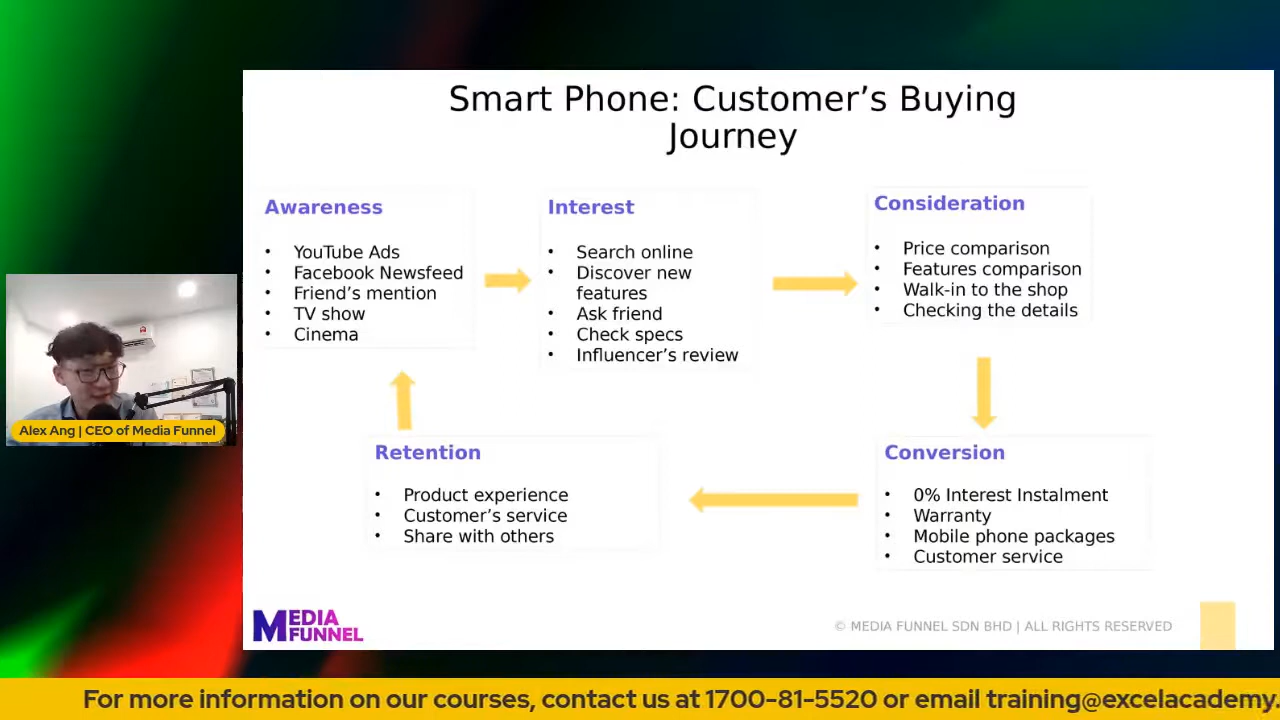 Smart Phone: Customer’s Buying
Journey
Awareness
• YouTube Ads
• Facebook Newsfeed
• Friend’s mention
• TV show
• Cinema
Interest
• Search online
• Discover new
features
• Ask friend
• Check specs
• Influencer’s review
Consideration
• Price comparison
• Features comparison
• Walk-in to the shop
• Checking the details
Conversion
• 0% Interest Instalment
• Warranty
• Mobile phone packages
• Customer service
Retention
• Product experience
• Customer’s service
• Share with others
Alex Ang | CEO of Media Funnel
MEDIA
FUNNEL
© MEDIA FUNNEL SDN BHD | ALL RIGHTS RESERVED
For more information on our courses, contact us at 1700-81-5520 or email training@excelacademy.